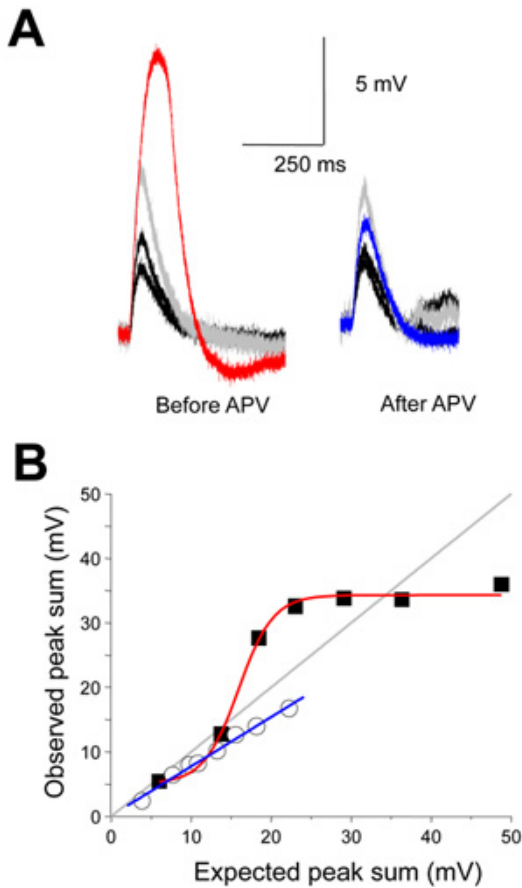 A
5 mV
250 ms
Before APV
After APV
B
Observed peak sum (mV)
50
40
30
20
10
0
0 10 20 30 40 50
Expected peak sum (mV)